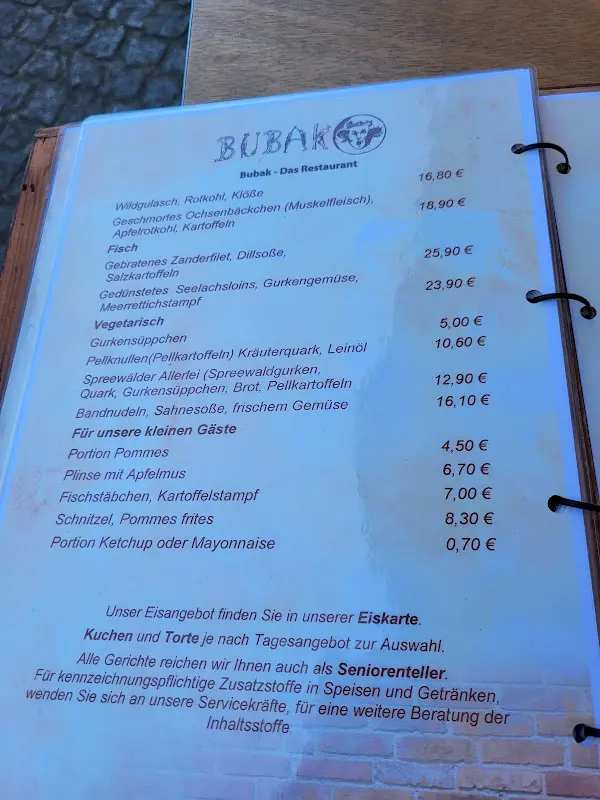 BUBAK
Bubak - Das Restaurant
Wildgulasch, Rotkohl, Klöße 16,80 €
Geschmortes Ochsenbäckchen (Muskelfleisch), 18,90 €
Apfelrotkohl, Kartoffeln
Fisch
Gebratenes Zanderfilet, Dillsoße, 25,90 €
Salzkartoffeln
Gedünstetes Seelachsloins, Gurkengemüse, 23,90 €
Meerrettichstampf
Vegetarisch
Gurkensüppchen 5,00 €
Pellknullen(Pellkartoffeln) Kräuterquark, Leinöl 10,60 €
Spreewälder Allerlei (Spreewaldgurken,
Quark, Gurkensüppchen, Brot, Pellkartoffeln 12,90 €
Bandnudeln, Sahnesoße, frischem Gemüse 16,10 €
Für unsere kleinen Gäste
Portion Pommes 4,50 €
Plinse mit Apfelmus 6,70 €
Fischstäbchen, Kartoffelstampf 7,00 €
Schnitzel, Pommes frites 8,30 €
Portion Ketchup oder Mayonnaise 0,70 €
Unser Eisangebot finden Sie in unserer Eiskarte.
Kuchen und Torte je nach Tagesangebot zur Auswahl.
Alle Gerichte reichen wir Ihnen auch als Seniorenteller.
Für kennzeichnungspflichtige Zusatzstoffe in Speisen und Getränken,
wenden Sie sich an unsere Servicekräfte, für eine weitere Beratung der
Inhaltsstoffe.